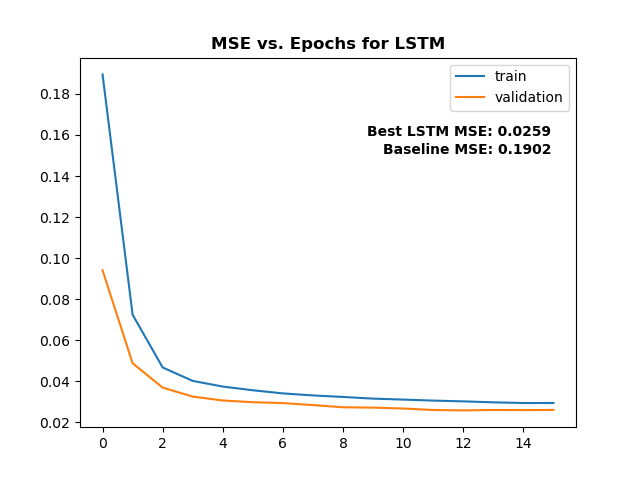 MSE vs. Epochs for LSTM
train
validation
Best LSTM MSE: 0.0259
Baseline MSE: 0.1902
0.18
0.16
0.14
0.12
0.10
0.08
0.06
0.04
0.02
0 2 4 6 8 10 12 14